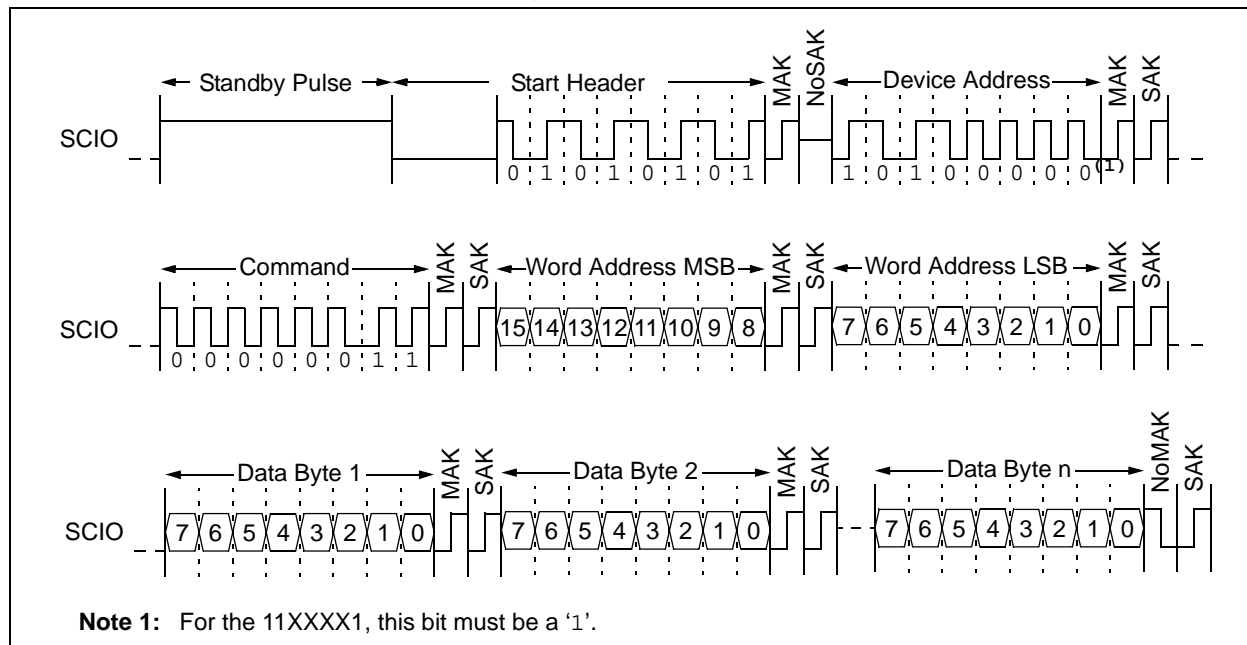 Standby Pulse Start Header MAK NoSAK Device Address MAK SAK
SCIO
0 1 0 1 0 1 0 1 1 0 1 0 0 0 0 0(1)
Command MAK SAK Word Address MSB MAK SAK Word Address LSB MAK SAK
SCIO 15 14 13 12 11 10 9 8 7 6 5 4 3 2 1 0
0 0 0 0 0 0 1 1
Data Byte 1 MAK SAK Data Byte 2 MAK SAK Data Byte n NoMAK SAK
SCIO 7 6 5 4 3 2 1 0 7 6 5 4 3 2 1 0 7 6 5 4 3 2 1 0
Note 1: For the 11XXXX1, this bit must be a ‘1’.